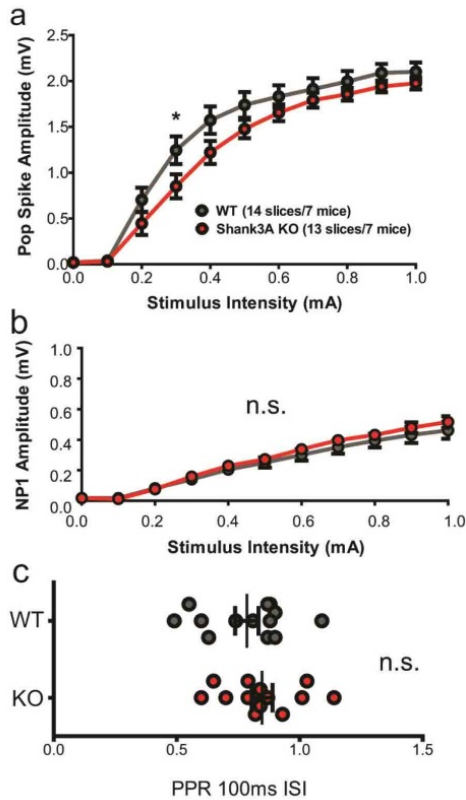 a
Pop Spike Amplitude (mV)
2.5
2.0
1.5
1.0
0.5
0.0
*
WT (14 slices/7 mice)
Shank3A KO (13 slices/7 mice)
0.0 0.2 0.4 0.6 0.8 1.0
Stimulus Intensity (mA)
b
NP1 Amplitude (mV)
1.0
0.8
0.6
0.4
0.2
n.s.
0.0 0.2 0.4 0.6 0.8 1.0
Stimulus Intensity (mA)
c
WT
KO
n.s.
0.0 0.5 1.0 1.5
PPR 100ms ISI